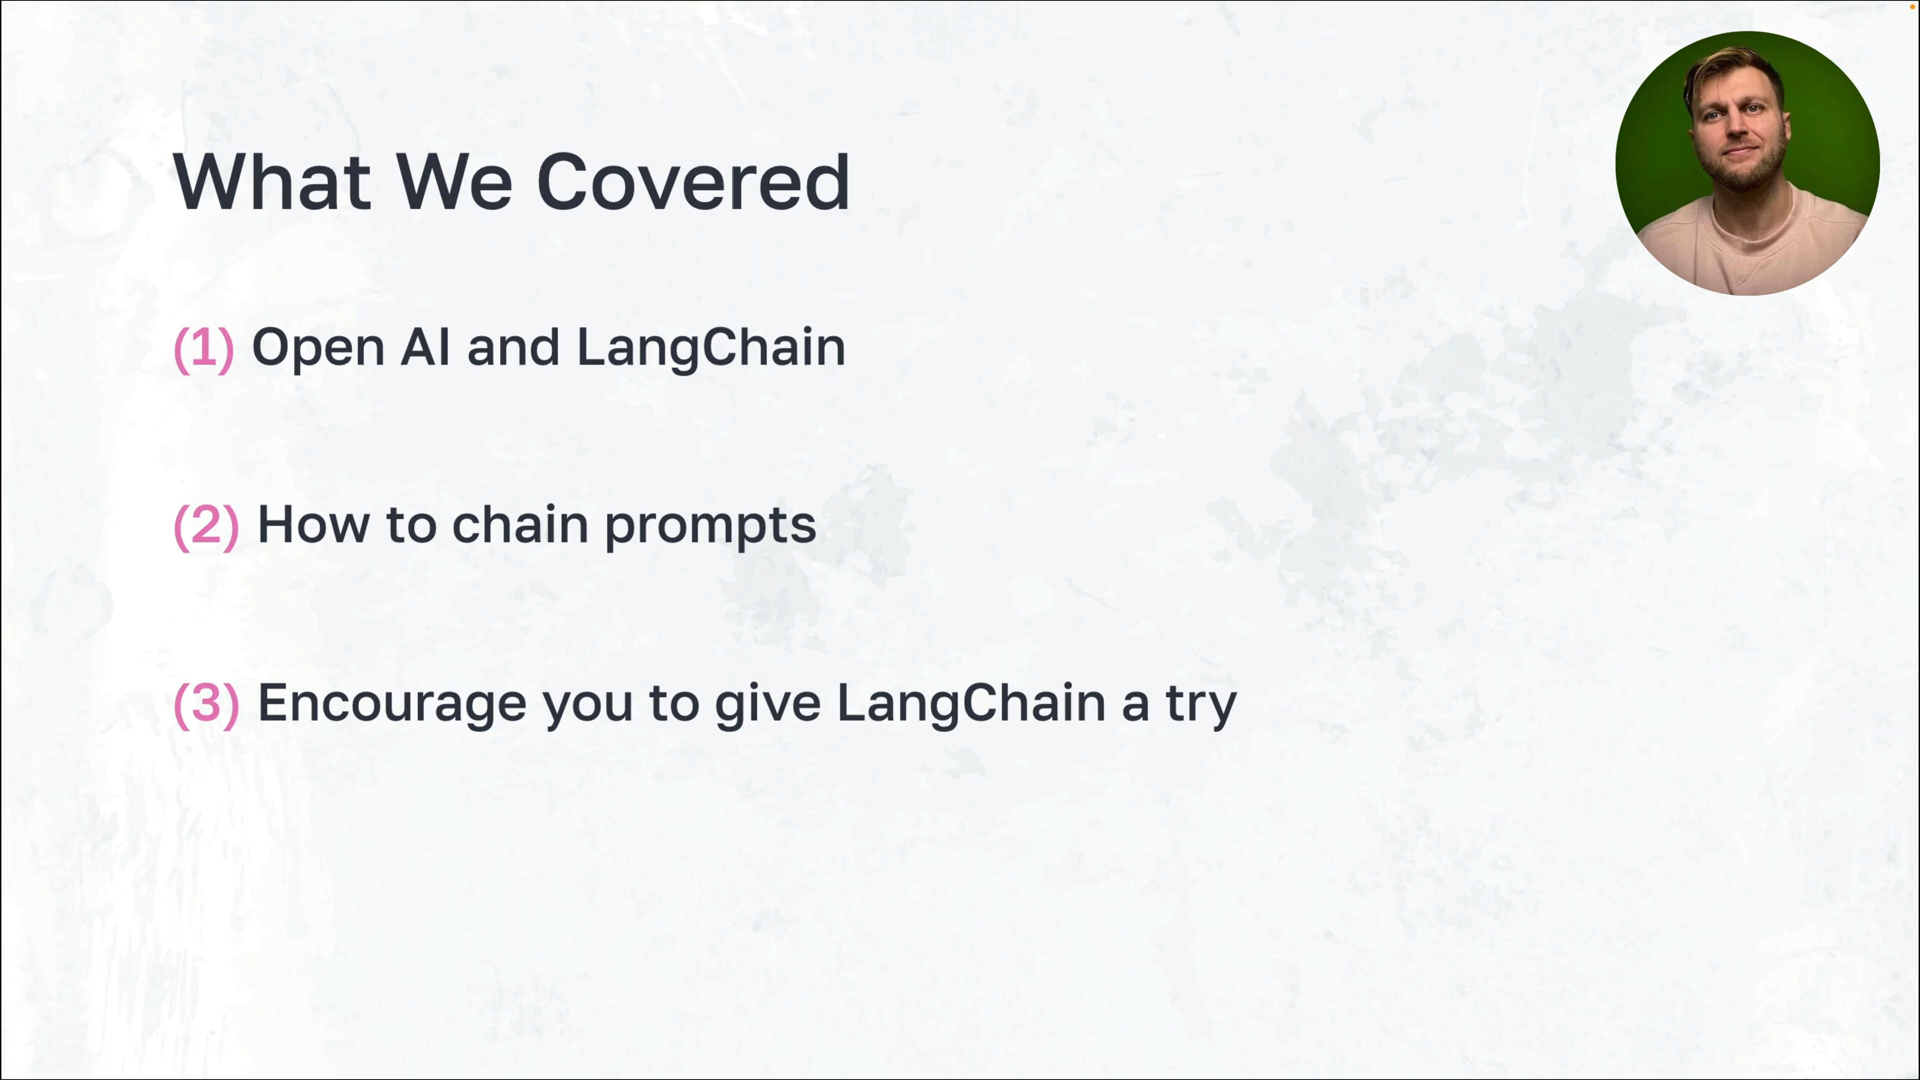 What We Covered
(1) Open AI and LangChain
(2) How to chain prompts
(3) Encourage you to give LangChain a try